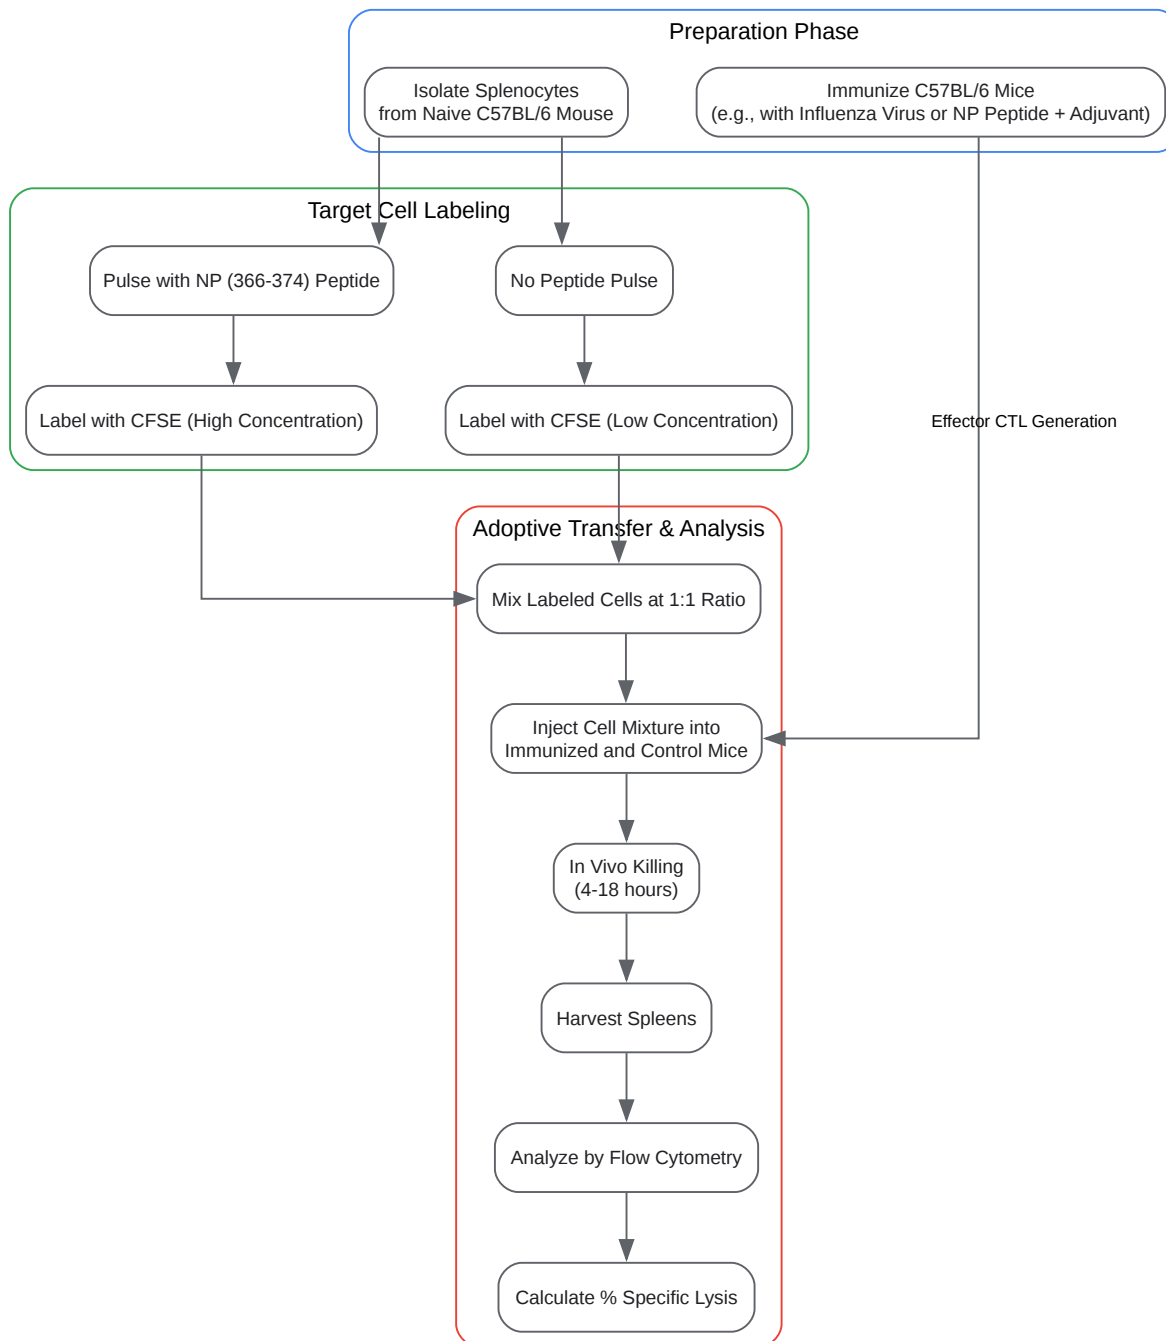 Preparation Phase
Isolate Splenocytes
from Naive C57BL/6 Mouse
Immunize C57BL/6 Mice
(e.g., with Influenza Virus or NP Peptide + Adjuvant)
Target Cell Labeling
Pulse with NP (366-374) Peptide
No Peptide Pulse
Label with CFSE (High Concentration)
Label with CFSE (Low Concentration)
Effector CTL Generation
Adoptive Transfer & Analysis
Mix Labeled Cells at 1:1 Ratio
Inject Cell Mixture into
Immunized and Control Mice
In Vivo Killing
(4-18 hours)
Harvest Spleens
Analyze by Flow Cytometry
Calculate % Specific Lysis